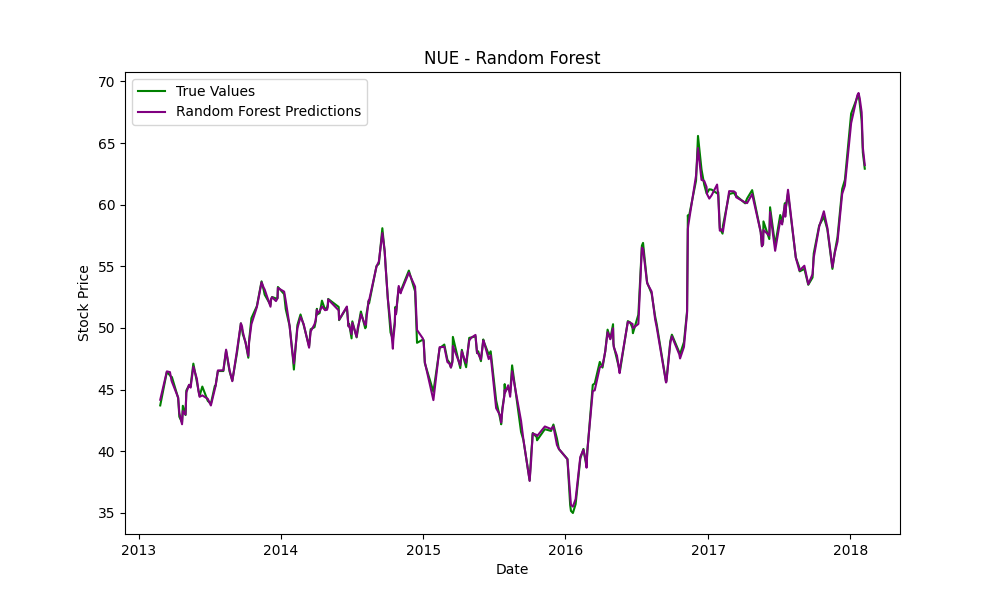 NUE - Random Forest
True Values
Random Forest Predictions
Stock Price
70
65
60
55
50
45
40
35
2013 2014 2015 2016 2017 2018
Date